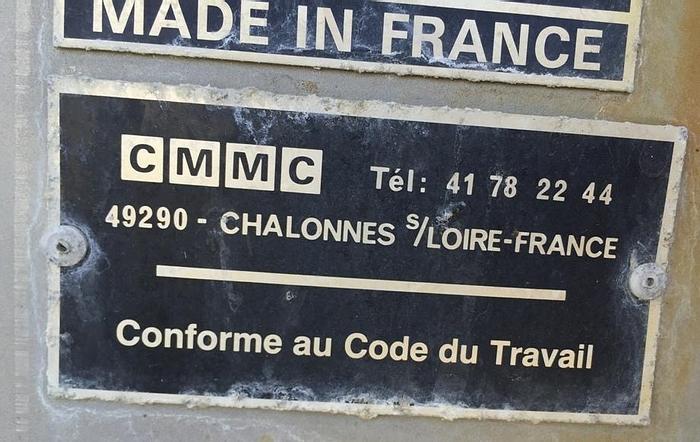 MADE IN FRANCE
CMMC Tél: 41 78 22 44
49290 - CHALONNES S/LOIRE-FRANCE
Conforme au Code du Travail